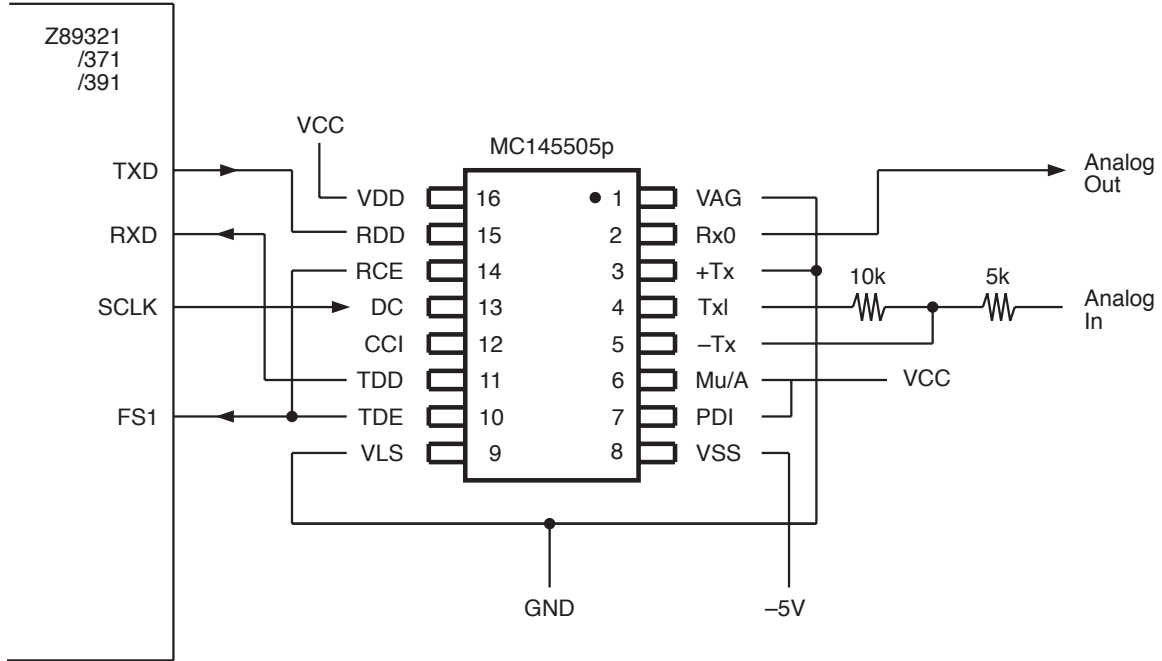 Z89321
/371
/391
VCC
MC145505p
TXD
RXD
SCLK
FS1
VDD 16
RDD 15
RCE 14
DC 13
CCI 12
TDD 11
TDE 10
VLS 9
1 VAG
2 Rx0
3 +Tx
4 TxI
5 –Tx
6 Mu/A
7 PDI
8 VSS
Analog
Out
10k
5k
Analog
In
VCC
GND
–5V